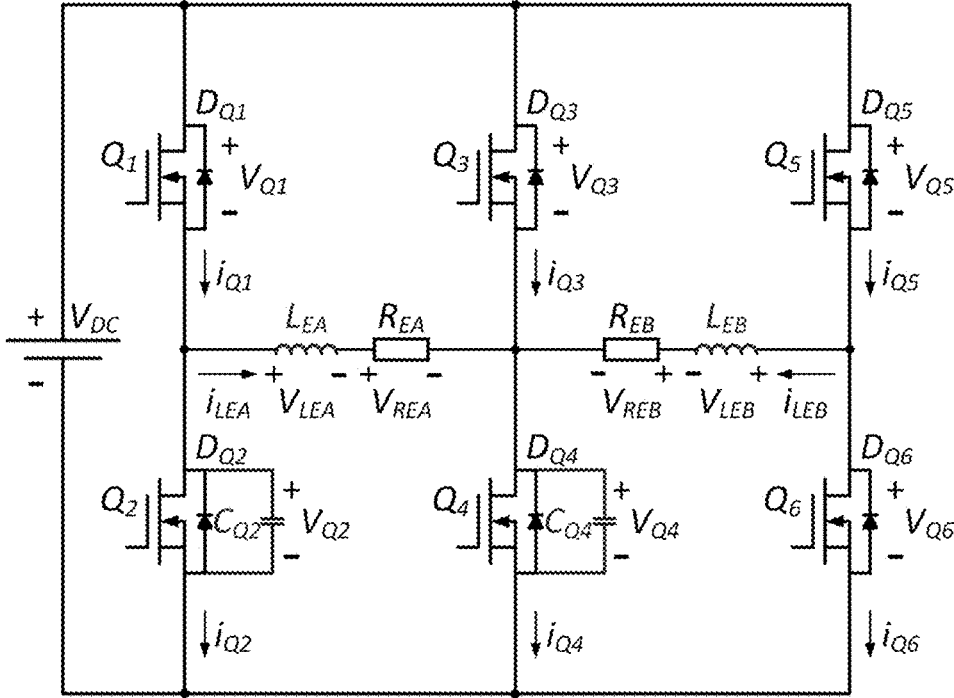 D_Q1 D_Q3 D_Q5
Q_1 + V_Q1 - Q_3 + V_Q3 - Q_5 + V_Q5 -
i_Q1 i_Q3 i_Q5
+ V_DC -
L_EA R_EA R_EB L_EB
+ - + - - + - +
i_LEA V_LEA V_REA V_REB V_LEB i_LEB
D_Q2 D_Q4 D_Q6
Q_2 C_Q2 + V_Q2 - Q_4 C_Q4 + V_Q4 - Q_6 + V_Q6 -
i_Q2 i_Q4 i_Q6